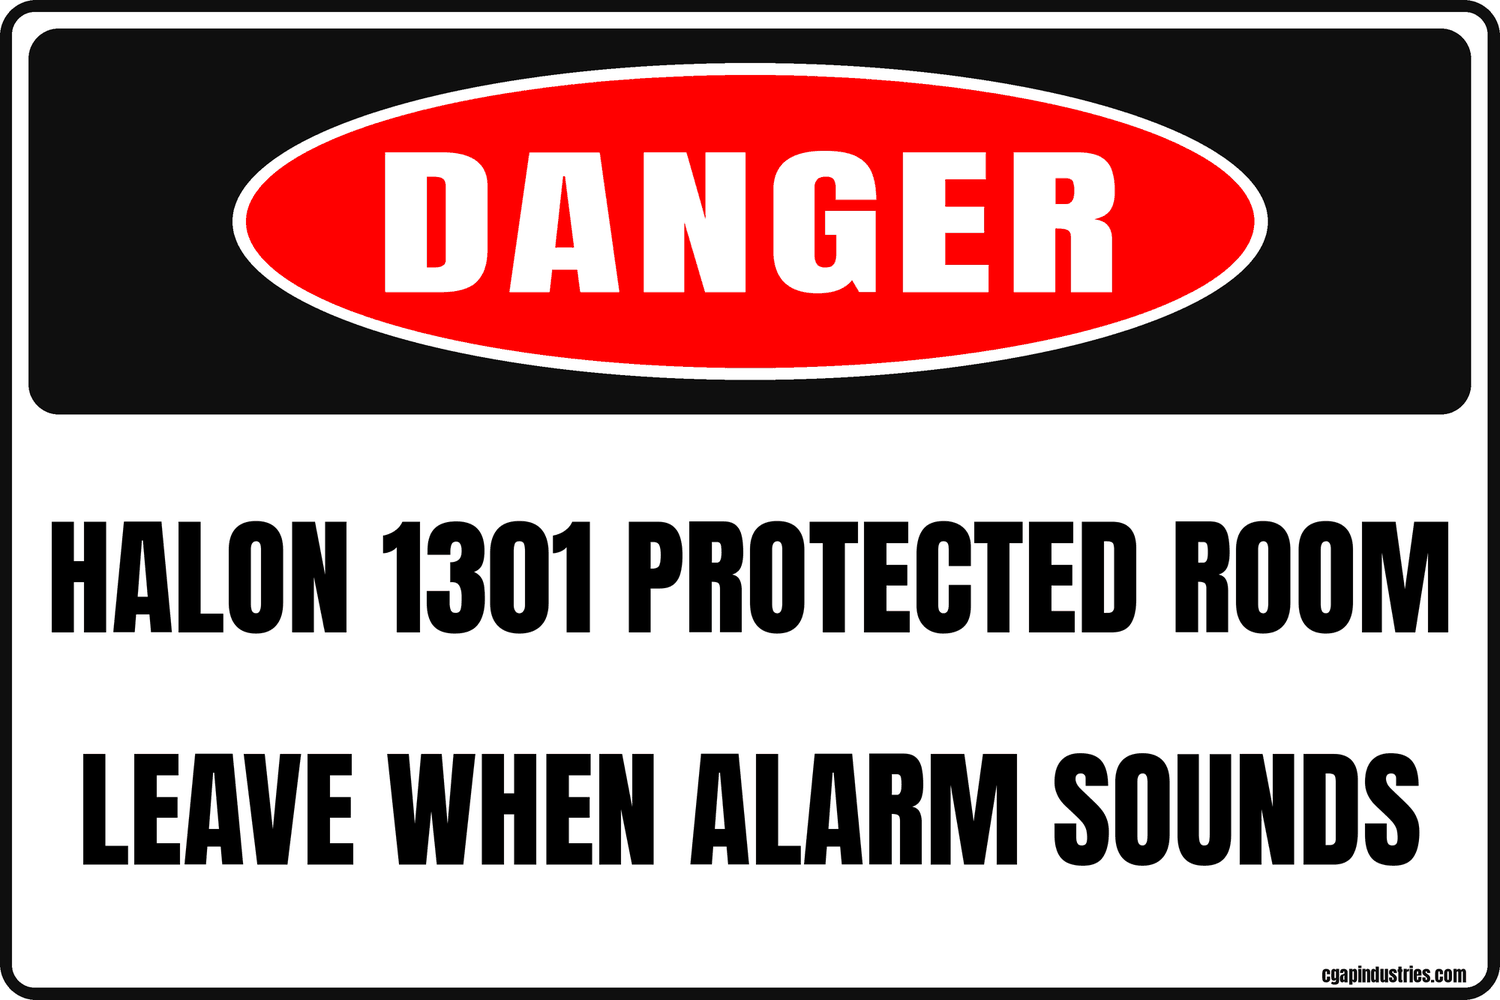 DANGER
HALON 1301 PROTECTED ROOM
LEAVE WHEN ALARM SOUNDS
cgapindustries.com